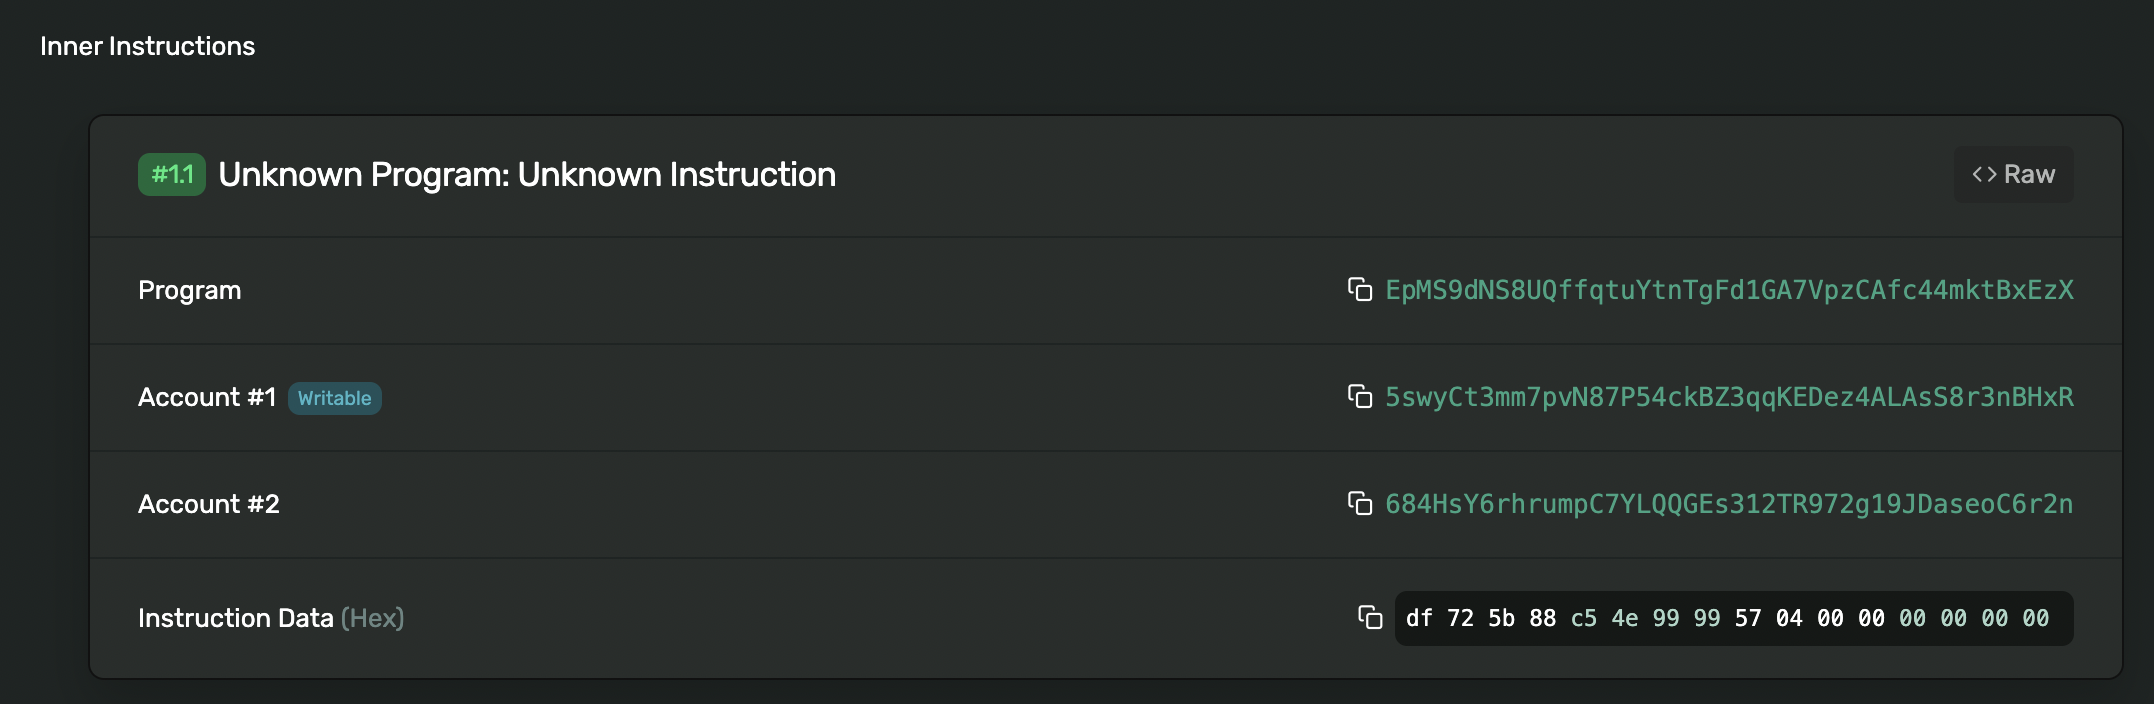 Inner Instructions
#1.1 Unknown Program: Unknown Instruction
<> Raw
Program EpMS9dNS8UQffqtuYtnTgFd1GA7VpzCAfc44mktBxEzX
Account #1 Writable 5swyCt3mm7pvN87P54ckBZ3qqKEDez4ALAsS8r3nBHxR
Account #2 684HsY6rhrumpC7YLQQGEs312TR972g19JDaseoC6r2n
Instruction Data (Hex) df 72 5b 88 c5 4e 99 99 57 04 00 00 00 00 00 00